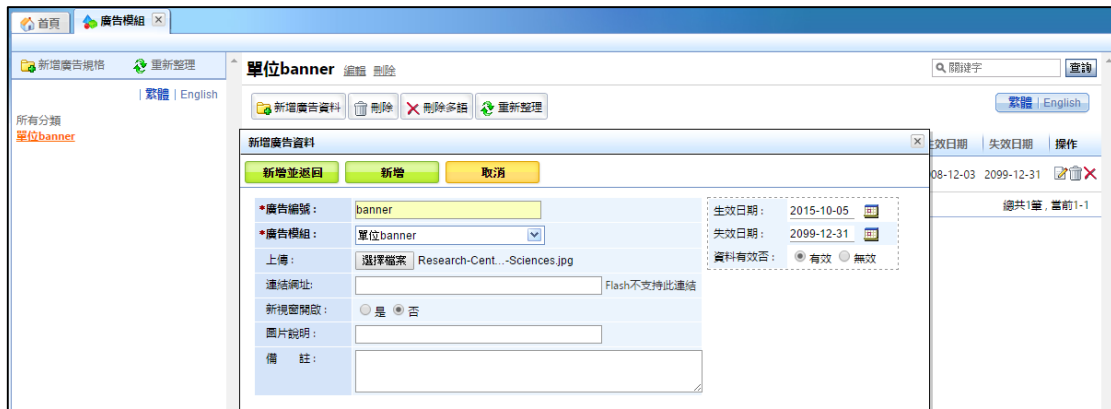 首頁 廣告模組
新增廣告規格 重新整理
繁體 | English
所有分類
單位banner
單位banner 編輯 刪除
關鍵字 查詢
新增廣告資料 刪除 刪除多語 重新整理
繁體 | English
生效日期 失效日期 操作
08-12-03 2099-12-31
總共1筆, 當前1-1
新增廣告資料
新增並返回 新增 取消
*廣告編號: banner
*廣告模組: 單位banner
上傳: 選擇檔案 Research-Cent...-Sciences.jpg
連結網址: Flash不支持此連結
新視窗開啟: 是 否
圖片說明:
備 註:
生效日期: 2015-10-05
失效日期: 2099-12-31
資料有效否: 有效 無效